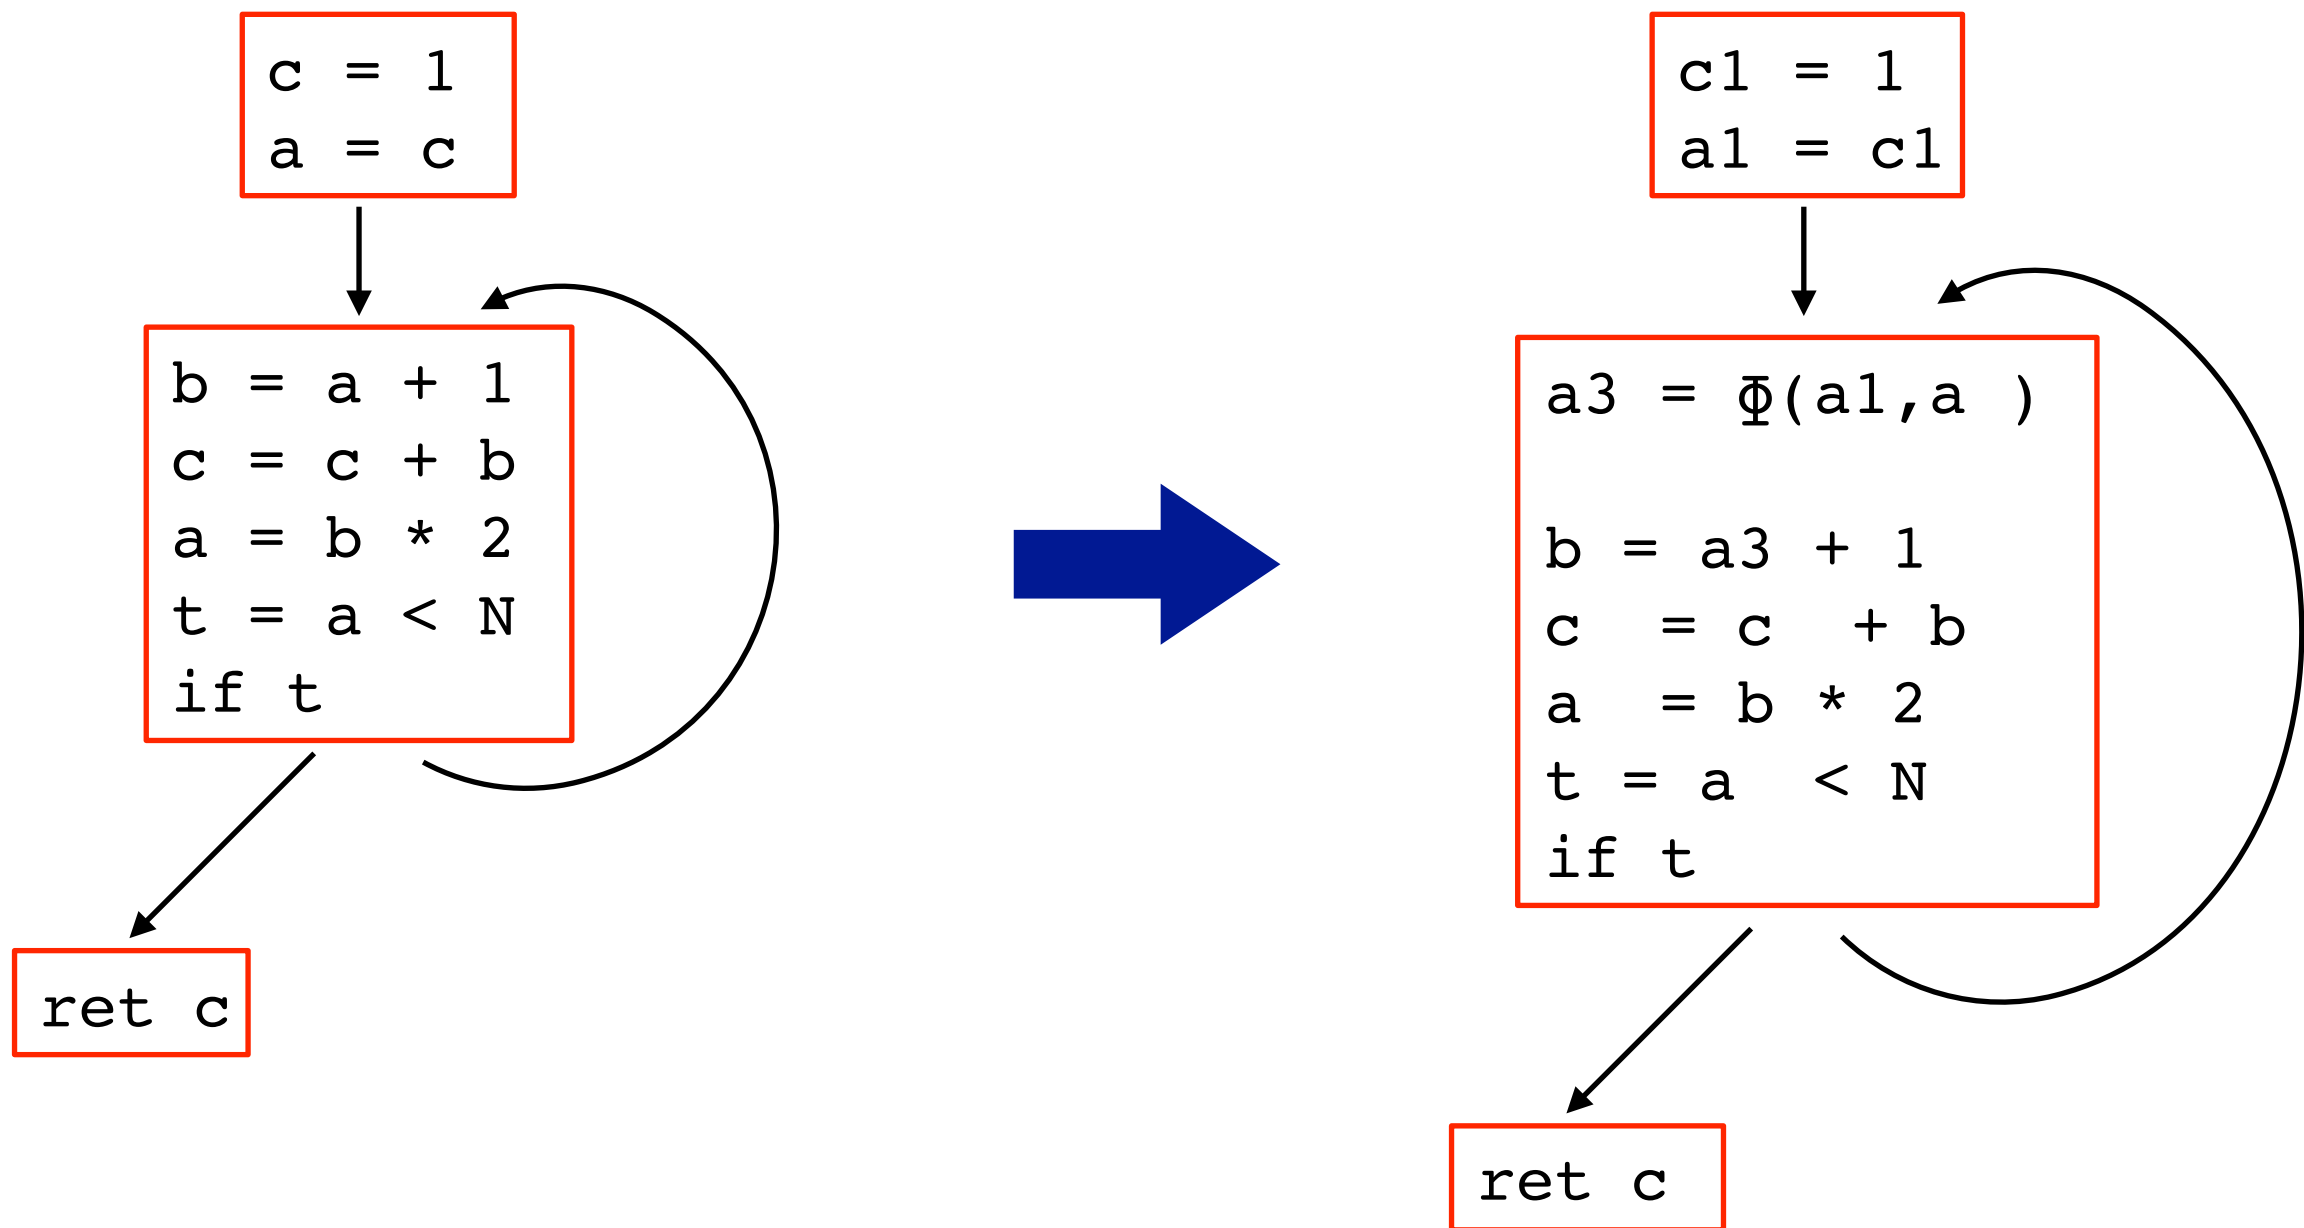 c = 1
a = c
b = a + 1
c = c + b
a = b * 2
t = a < N
if t
ret c
c1 = 1
a1 = c1
a3 = Φ(a1,a )
b = a3 + 1
c  = c  + b
a  = b * 2
t = a  < N
if t
ret c